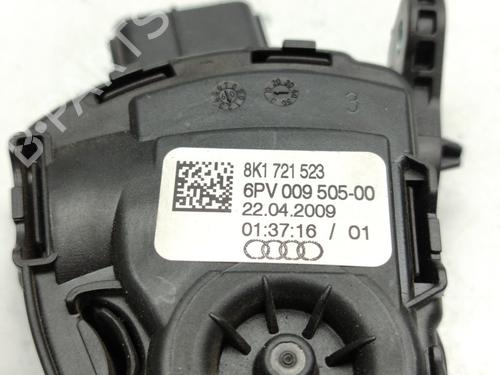 B-PARTS
3
8K1 721 523
6PV 009 505-00
22.04.2009
01:37:16 / 01